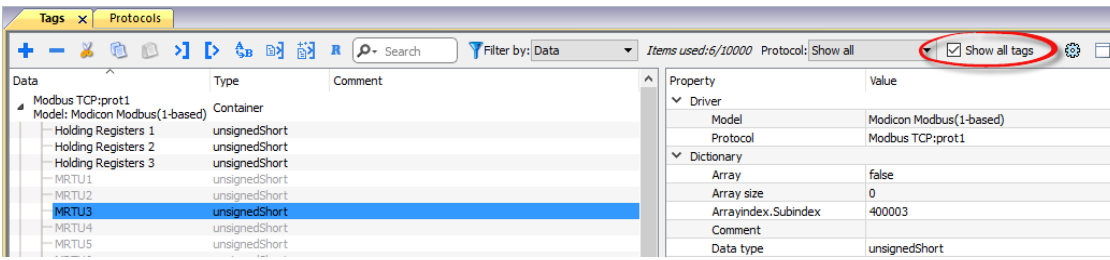 Tags x Protocols
R Search Filter by: Data Items used:6/10000 Protocol: Show all Show all tags
Data Type Comment Property Value
Modbus TCP:prot1
Model: Modicon Modbus(1-based) Container Driver
Holding Registers 1 unsignedShort Model Modicon Modbus(1-based)
Holding Registers 2 unsignedShort Protocol Modbus TCP:prot1
Holding Registers 3 unsignedShort Dictionary
MRTU1 unsignedShort Array false
MRTU2 unsignedShort Array size 0
MRTU3 unsignedShort Arrayindex.Subindex 400003
MRTU4 unsignedShort Comment
MRTU5 unsignedShort Data type unsignedShort